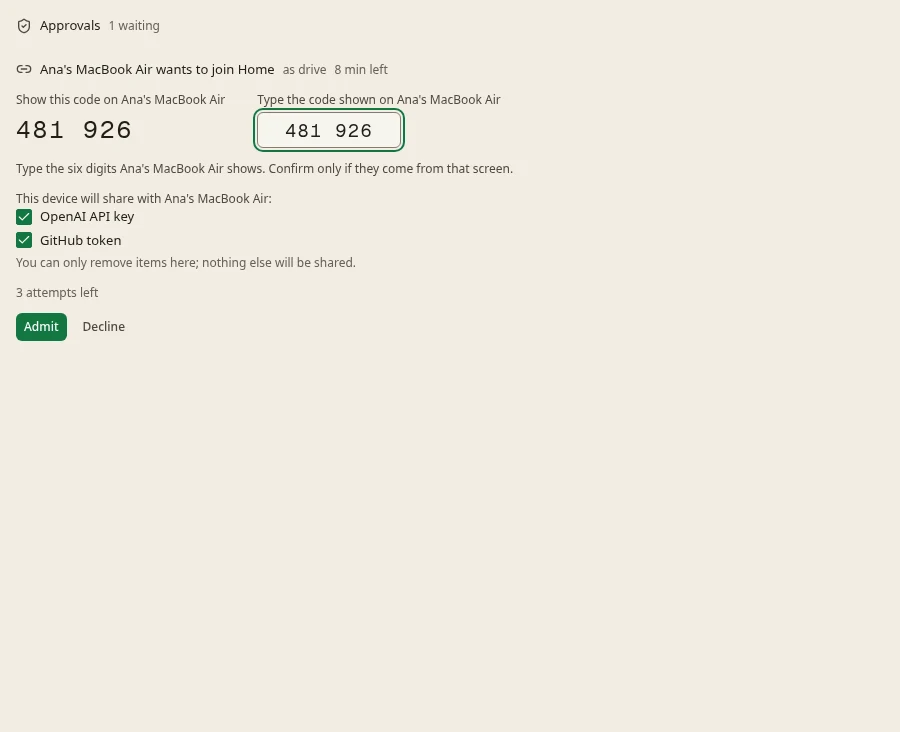 Approvals 1 waiting
Ana's MacBook Air wants to join Home as drive 8 min left
Show this code on Ana's MacBook Air
481 926
Type the code shown on Ana's MacBook Air
481 926
Type the six digits Ana's MacBook Air shows. Confirm only if they come from that screen.
This device will share with Ana's MacBook Air:
OpenAI API key
GitHub token
You can only remove items here; nothing else will be shared.
3 attempts left
Admit Decline